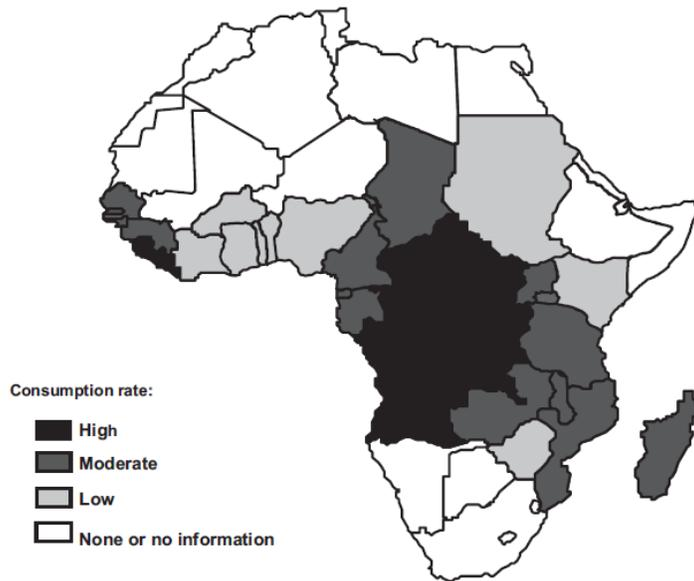 Consumption rate:
High
Moderate
Low
None or no information